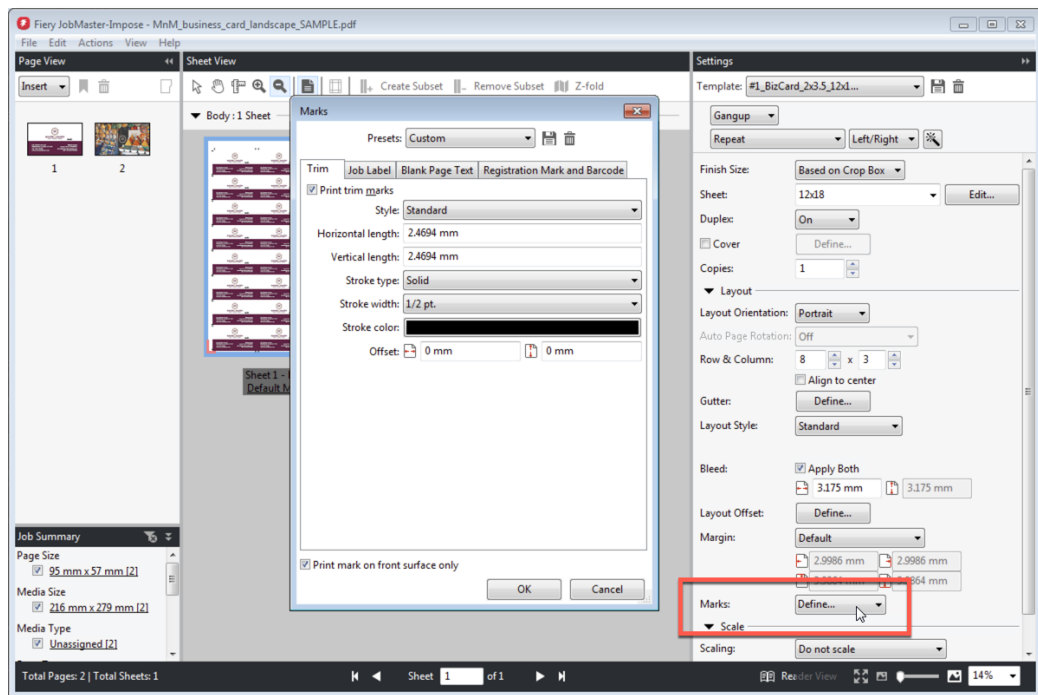 Fiery JobMaster-Impose - MnM_business_card_landscape_SAMPLE.pdf
File Edit Actions View Help
Page View
Insert
1
2
Job Summary
Page Size
95 mm x 57 mm [2]
Media Size
216 mm x 279 mm [2]
Media Type
Unassigned [2]
Total Pages: 2 | Total Sheets: 1
Sheet View
Create Subset Remove Subset Z-fold
Body : 1 Sheet
Sheet 1 -
Default
Marks
Presets: Custom
Trim Job Label Blank Page Text Registration Mark and Barcode
Print trim marks
Style: Standard
Horizontal length: 2.4694 mm
Vertical length: 2.4694 mm
Stroke type: Solid
Stroke width: 1/2 pt.
Stroke color:
Offset: 0 mm 0 mm
Print mark on front surface only
OK Cancel
Sheet 1 of 1
Settings
Template: #1_BizCard_2x3.5_12x1...
Gangup
Repeat Left/Right
Finish Size: Based on Crop Box
Sheet: 12x18 Edit...
Duplex: On
Cover Define...
Copies: 1
Layout
Layout Orientation: Portrait
Auto Page Rotation: Off
Row & Column: 8 x 3
Align to center
Gutter: Define...
Layout Style: Standard
Bleed: Apply Both
3.175 mm 3.175 mm
Layout Offset: Define...
Margin: Default
2.9986 mm 2.9986 mm
Marks: Define...
Scale
Scaling: Do not scale
Reader View 14%